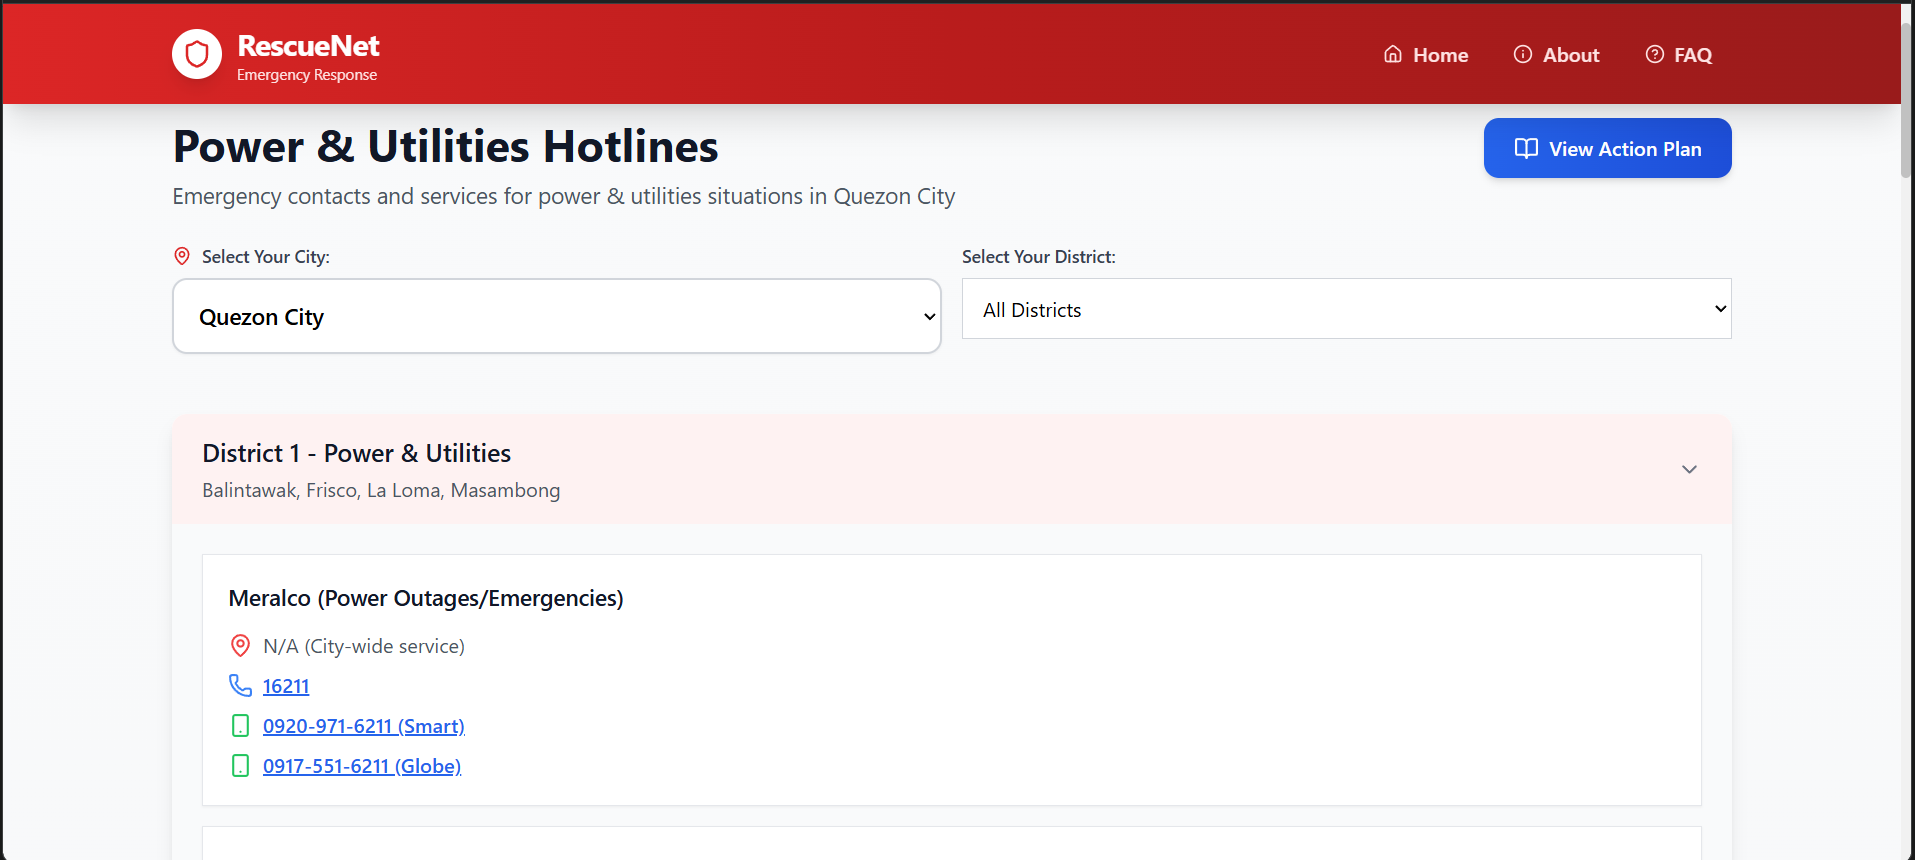 RescueNet
Emergency Response
Home
About
FAQ
Power & Utilities Hotlines
View Action Plan
Emergency contacts and services for power & utilities situations in Quezon City
Select Your City:
Select Your District:
Quezon City
All Districts
District 1 - Power & Utilities
Balintawak, Frisco, La Loma, Masambong
Meralco (Power Outages/Emergencies)
N/A (City-wide service)
16211
0920-971-6211 (Smart)
0917-551-6211 (Globe)